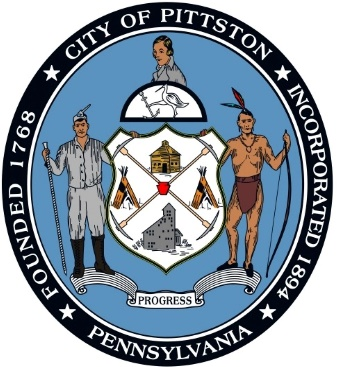 CITY OF PITTSTON
INCORPORATED 1894
PENNSYLVANIA
FOUNDED 1768
PROGRESS